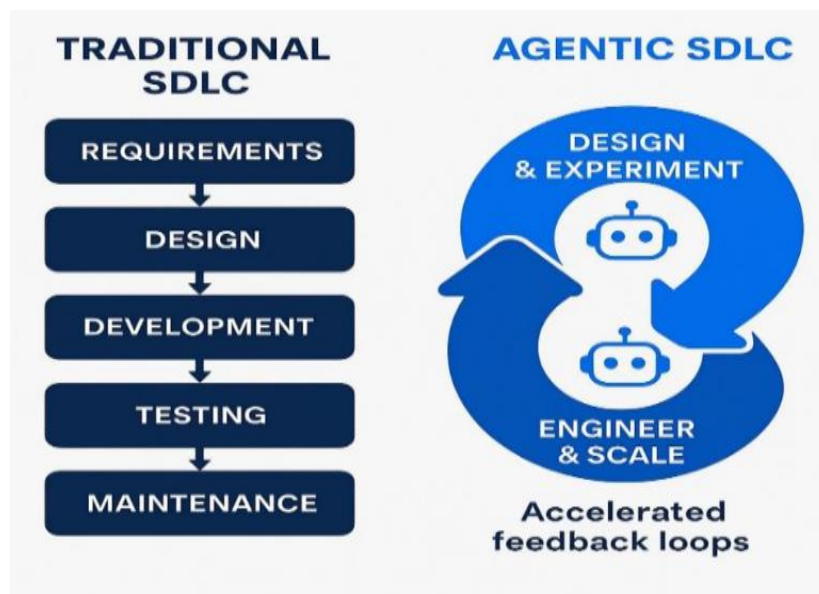 TRADITIONAL
SDLC
REQUIREMENTS
DESIGN
DEVELOPMENT
TESTING
MAINTENANCE
AGENTIC SDLC
DESIGN
& EXPERIMENT
ENGINEER
& SCALE
Accelerated
feedback loops